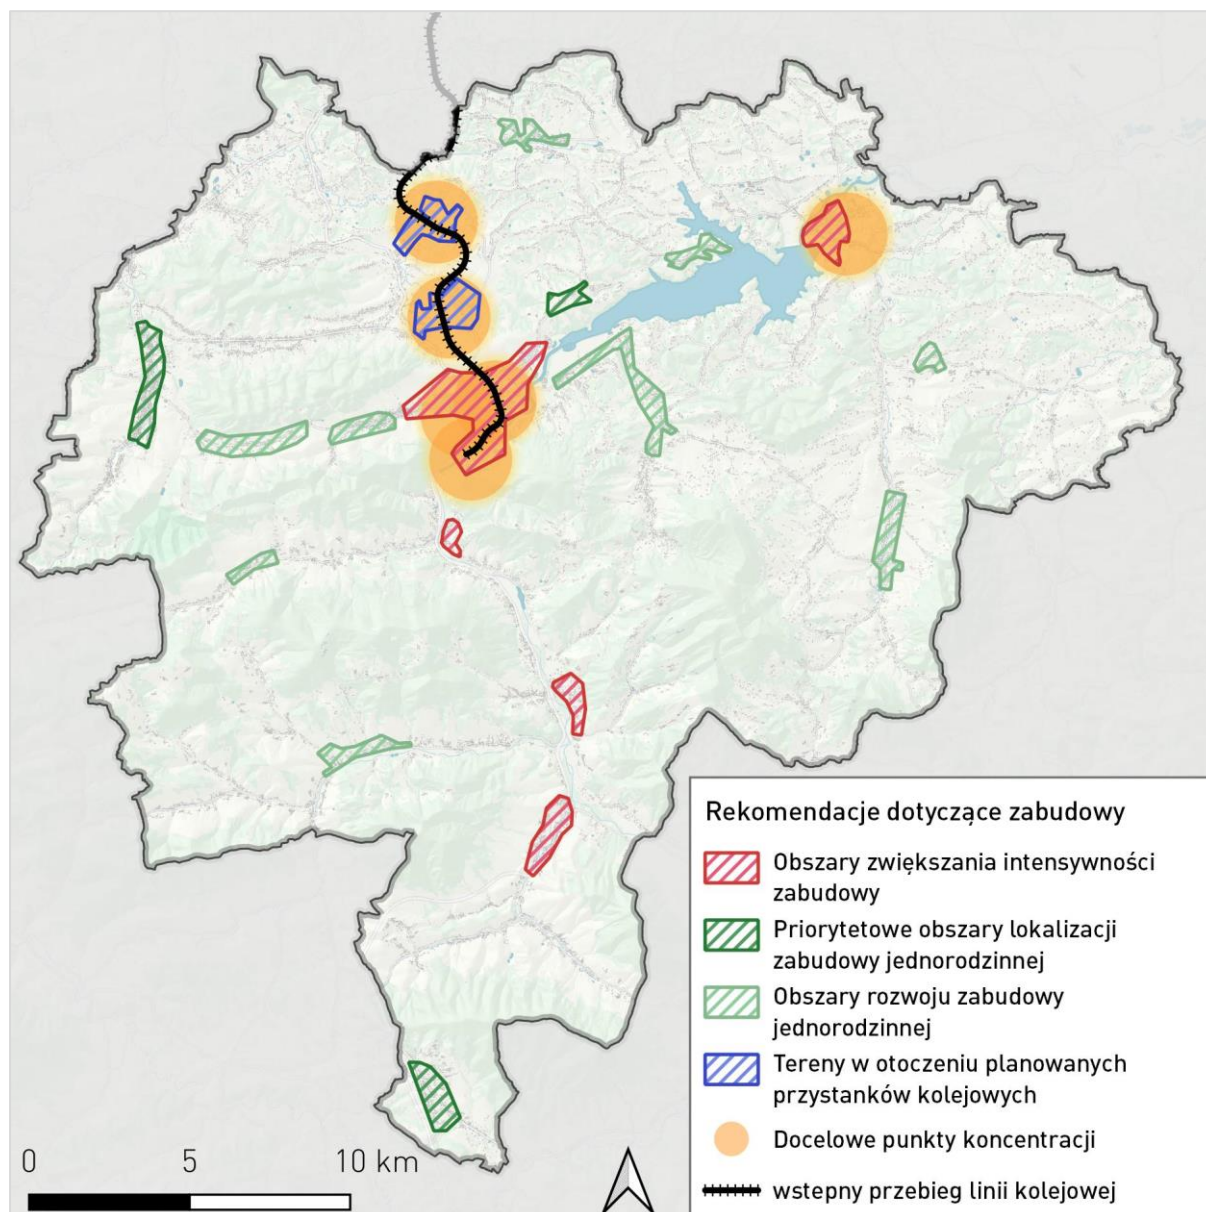 Rekomendacje dotyczące zabudowy
Obszary zwiększania intensywności
zabudowy
Priorytetowe obszary lokalizacji
zabudowy jednorodzinnej
Obszary rozwoju zabudowy
jednorodzinnej
Tereny w otoczeniu planowanych
przystanków kolejowych
Docelowe punkty koncentracji
wstepny przebieg linii kolejowej
0 5 10 km